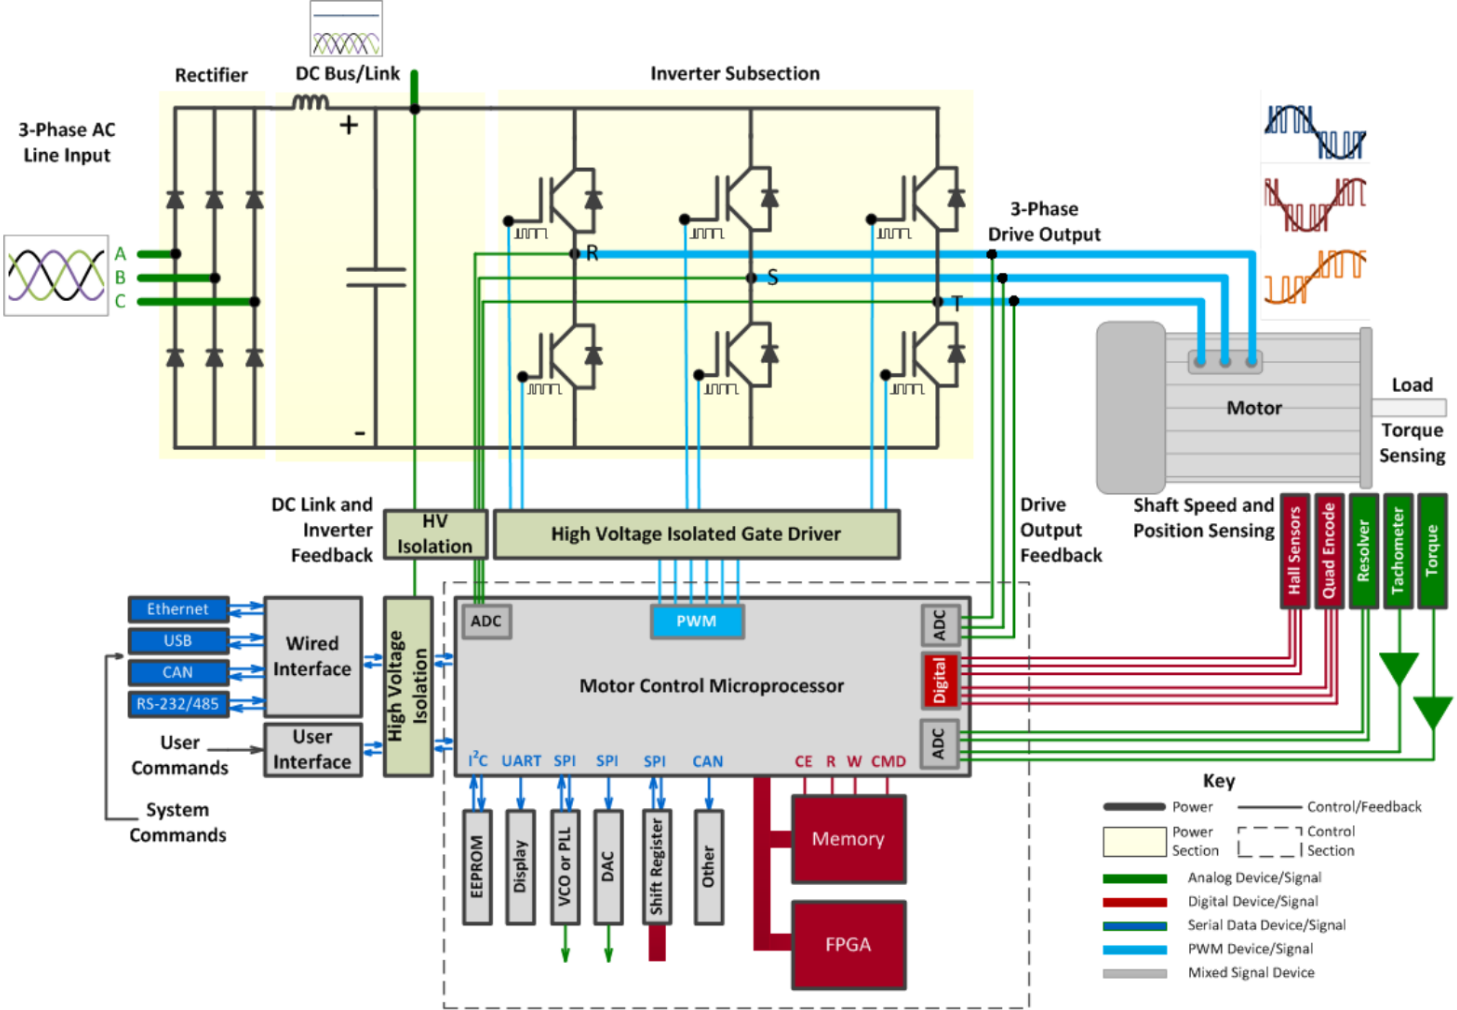 Rectifier
DC Bus/Link
Inverter Subsection
3-Phase AC
Line Input
+
A
B
C
-
R
S
T
3-Phase
Drive Output
Motor
Load
Torque
Sensing
DC Link and
Inverter
Feedback
HV
Isolation
High Voltage Isolated Gate Driver
Drive
Output
Feedback
Shaft Speed and
Position Sensing
Hall Sensors
Quad Encode
Resolver
Tachometer
Torque
Ethernet
USB
CAN
RS-232/485
Wired
Interface
User
Interface
User
Commands
System
Commands
High Voltage
Isolation
ADC
PWM
ADC
Digital
ADC
Motor Control Microprocessor
I²C
UART
SPI
SPI
SPI
CAN
CE
R
W
CMD
EEPROM
Display
VCO or PLL
DAC
Shift Register
Other
Memory
FPGA
Key
Power
Control/Feedback
Power
Section
Control
Section
Analog Device/Signal
Digital Device/Signal
Serial Data Device/Signal
PWM Device/Signal
Mixed Signal Device